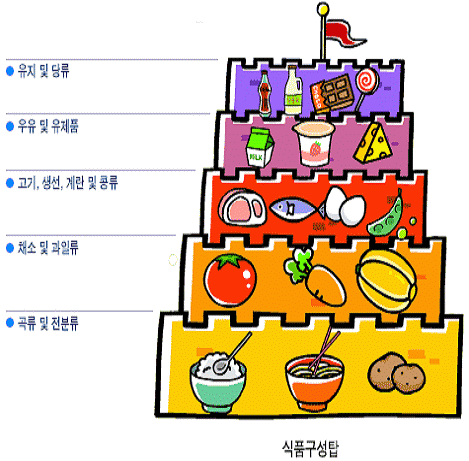 유지 및 당류
우유 및 유제품
고기, 생선, 계란 및 콩류
채소 및 과일류
곡류 및 전분류
MILK
식품구성탑